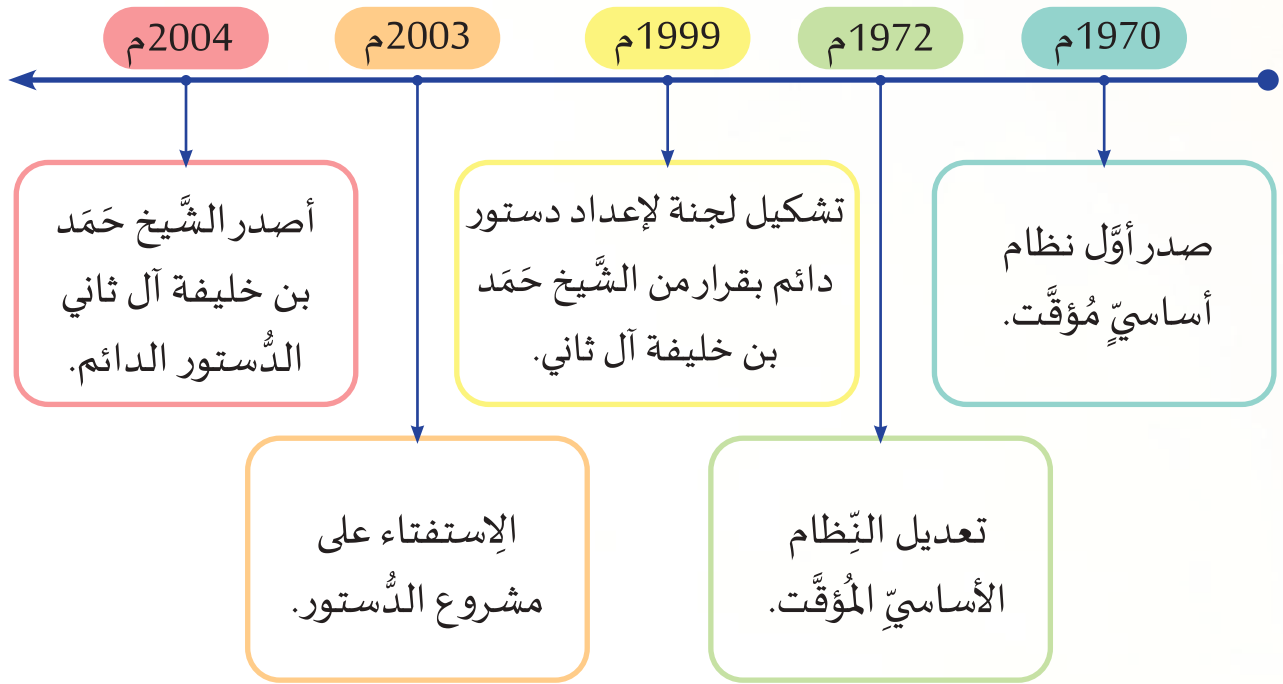 1970م
صدر أوَّل نظام
أساسيٍّ مُؤقَّت.
1972م
تعديل النِّظام
الأساسيِّ المُؤقَّت.
1999م
تشكيل لجنة لإعداد دستور
دائم بقرار من الشَّيخ حَمَد
بن خليفة آل ثاني.
2003م
الِاستفتاء على
مشروع الدُّستور.
2004م
أصدر الشَّيخ حَمَد
بن خليفة آل ثاني
الدُّستور الدائم.